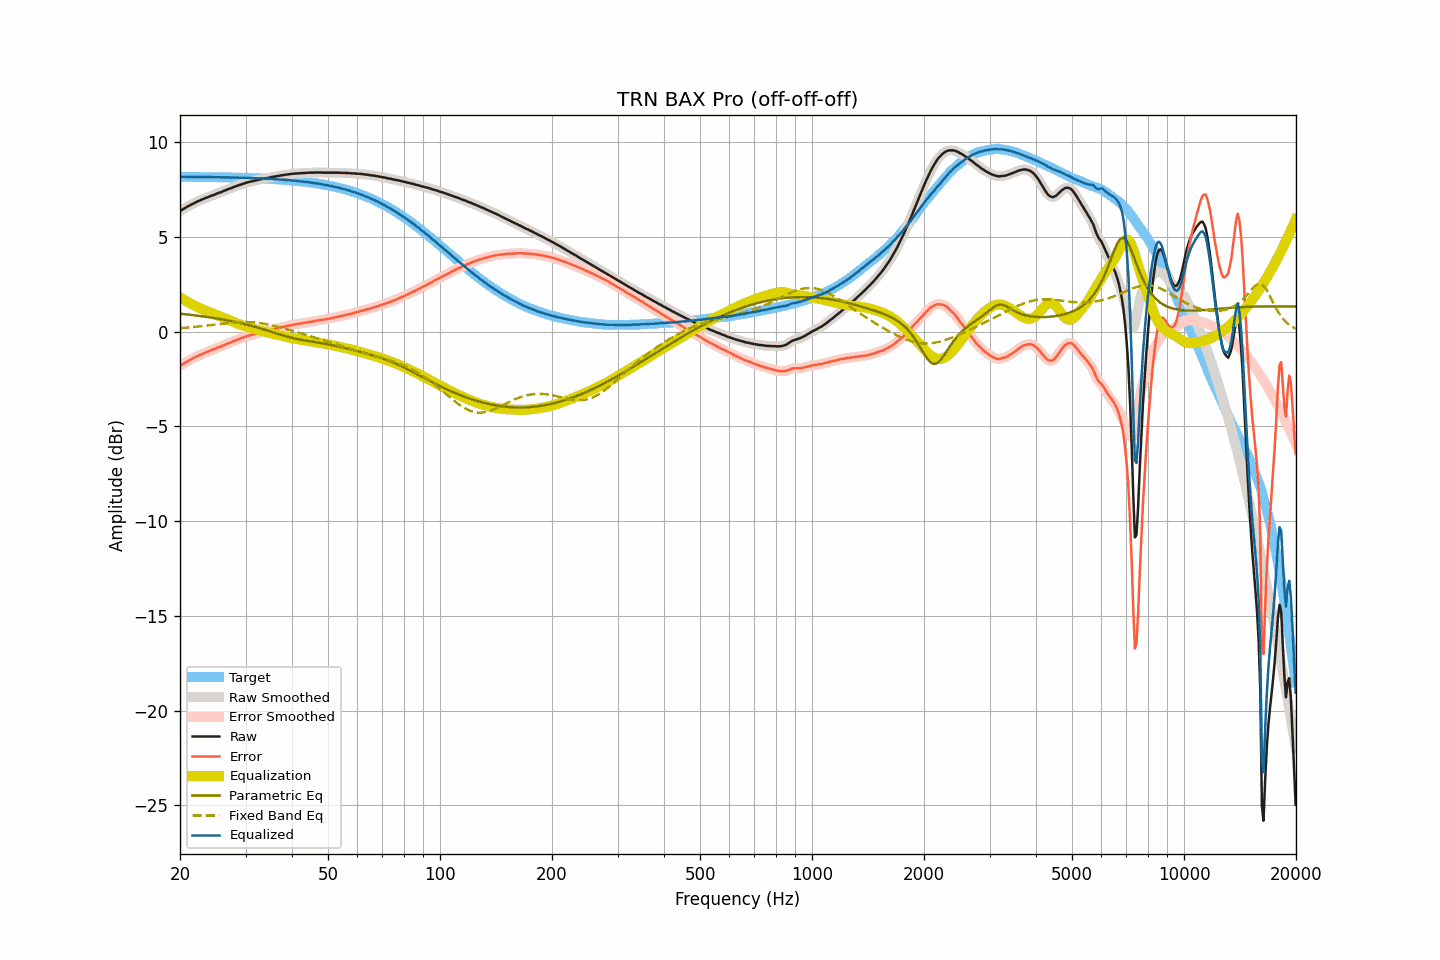 TRN BAX Pro (off-off-off)
10
5
0
−5
−10
−15
−20
−25
Amplitude (dBr)
Target
Raw Smoothed
Error Smoothed
Raw
Error
Equalization
Parametric Eq
Fixed Band Eq
Equalized
20 50 100 200 500 1000 2000 5000 10000 20000
Frequency (Hz)